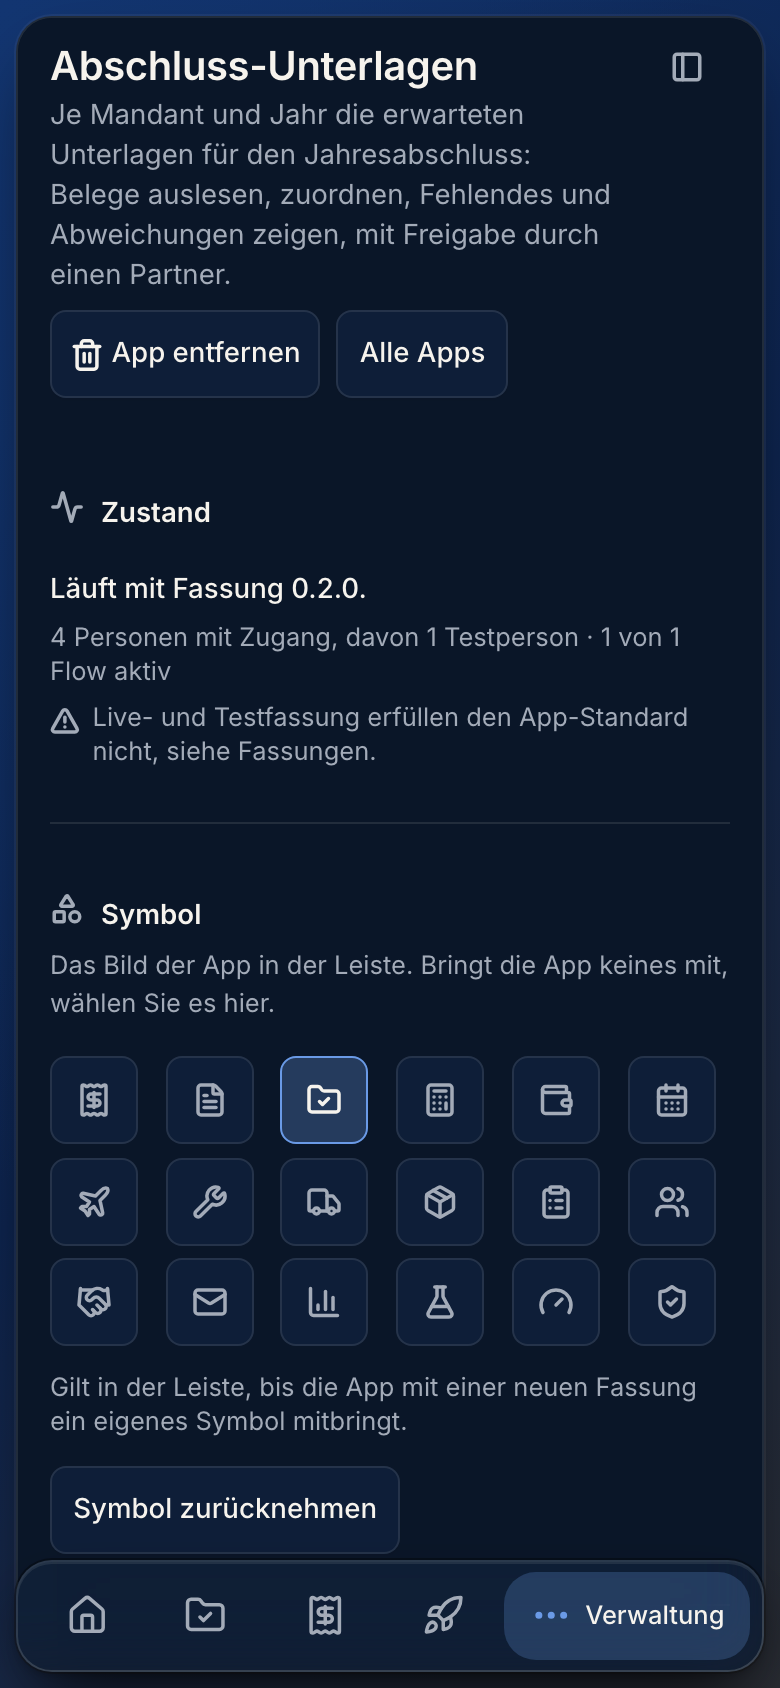 Abschluss-Unterlagen
Je Mandant und Jahr die erwarteten
Unterlagen für den Jahresabschluss:
Belege auslesen, zuordnen, Fehlendes und
Abweichungen zeigen, mit Freigabe durch
einen Partner.
App entfernen
Alle Apps
Zustand
Läuft mit Fassung 0.2.0.
4 Personen mit Zugang, davon 1 Testperson · 1 von 1
Flow aktiv
Live- und Testfassung erfüllen den App-Standard
nicht, siehe Fassungen.
Symbol
Das Bild der App in der Leiste. Bringt die App keines mit,
wählen Sie es hier.
Gilt in der Leiste, bis die App mit einer neuen Fassung
ein eigenes Symbol mitbringt.
Symbol zurücknehmen
Verwaltung